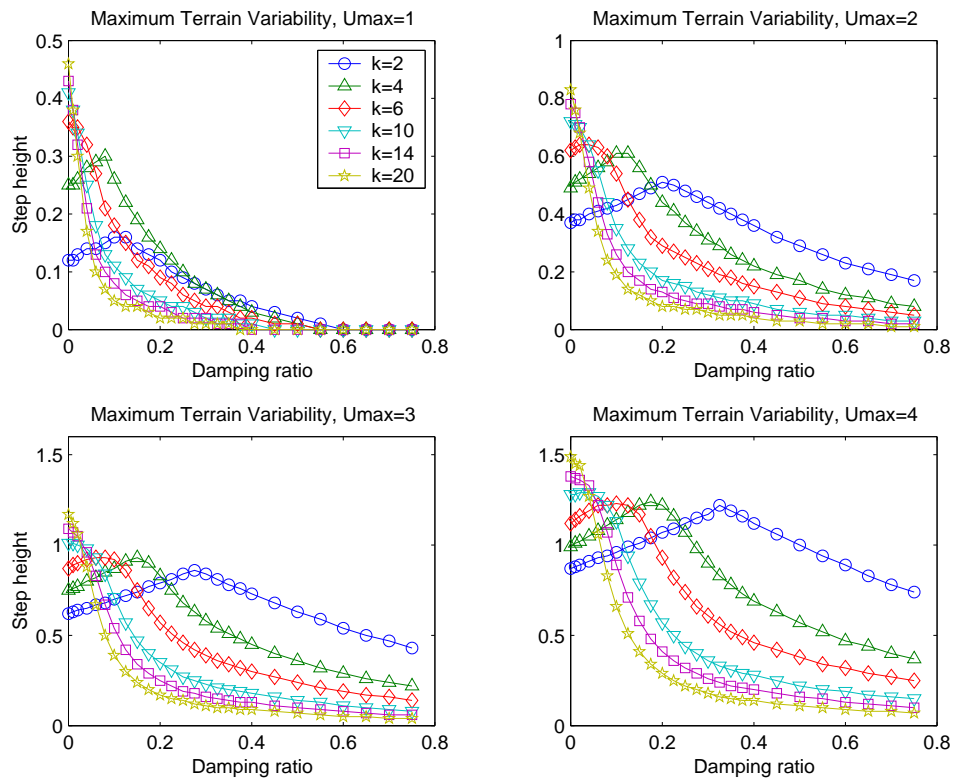 Maximum Terrain Variability, Umax=1
0.5
0.4
0.3
0.2
0.1
0
Step height
k=2
k=4
k=6
k=10
k=14
k=20
0 0.2 0.4 0.6 0.8
Damping ratio
Maximum Terrain Variability, Umax=2
1
0.8
0.6
0.4
0.2
0
Step height
0 0.2 0.4 0.6 0.8
Damping ratio
Maximum Terrain Variability, Umax=3
1.5
1
0.5
0
Step height
0 0.2 0.4 0.6 0.8
Damping ratio
Maximum Terrain Variability, Umax=4
1.5
1
0.5
0
Step height
0 0.2 0.4 0.6 0.8
Damping ratio